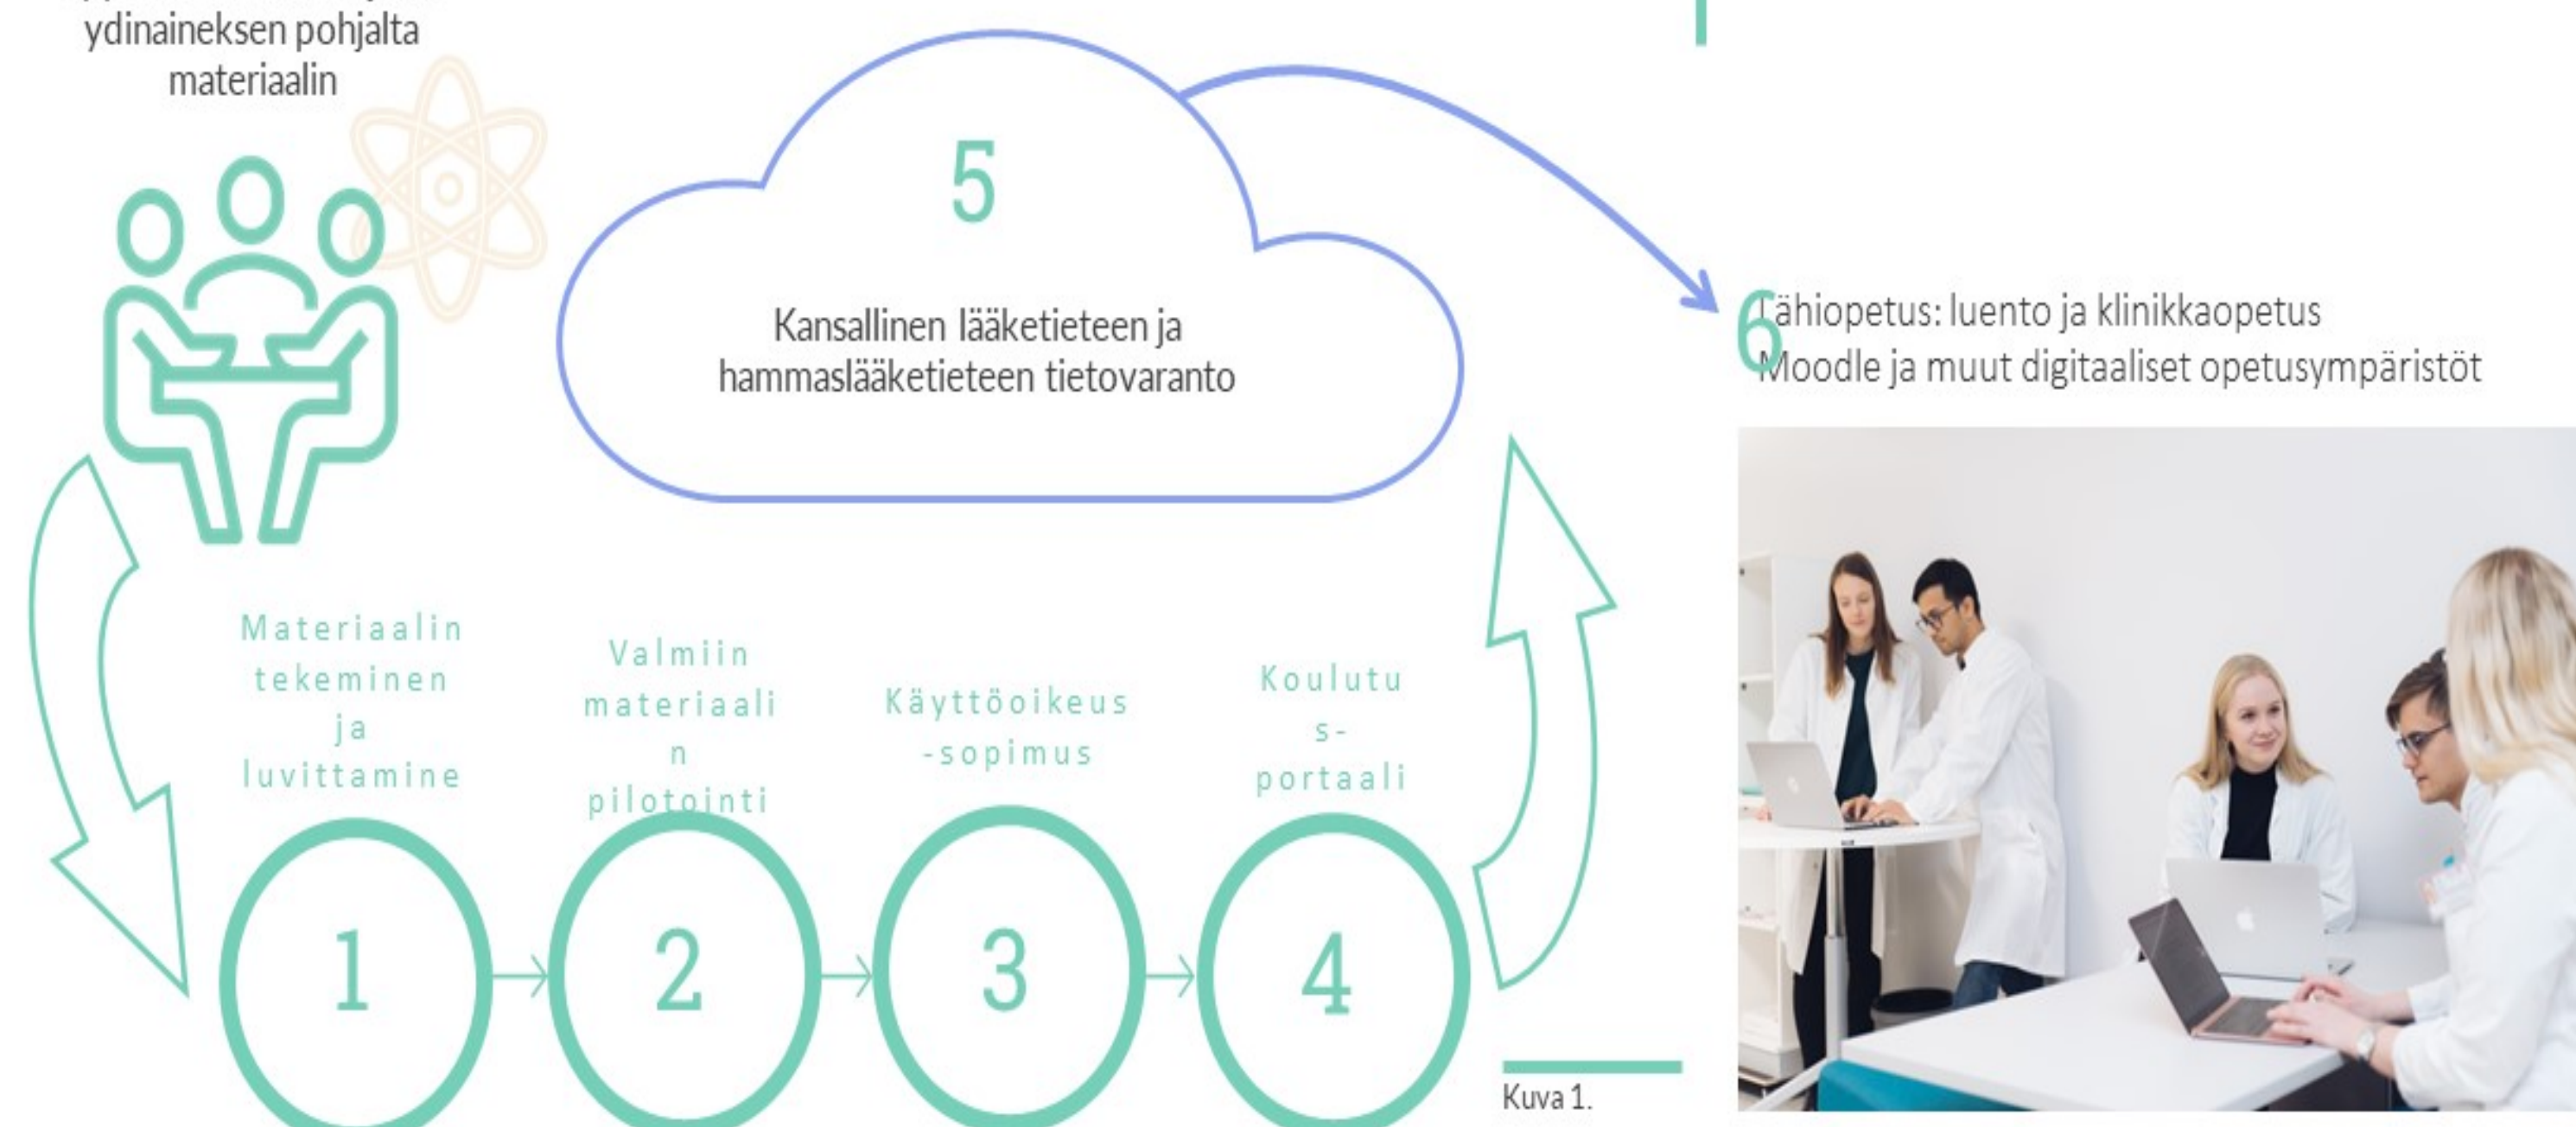 ydinaineksen pohjalta
materiaalin
5
Kansallinen lääketieteen ja
hammaslääketieteen tietovaranto
6
Lähiopetus: luento ja klinikkaopetus
Moodle ja muut digitaaliset opetusympäristöt
Materiaalin
tekeminen
ja
luvittamine
Valmiin
materiaali
n
pilotointi
Käyttöoikeus
-sopimus
Koulutu
s-
portaali
1
2
3
4
Kuva 1.